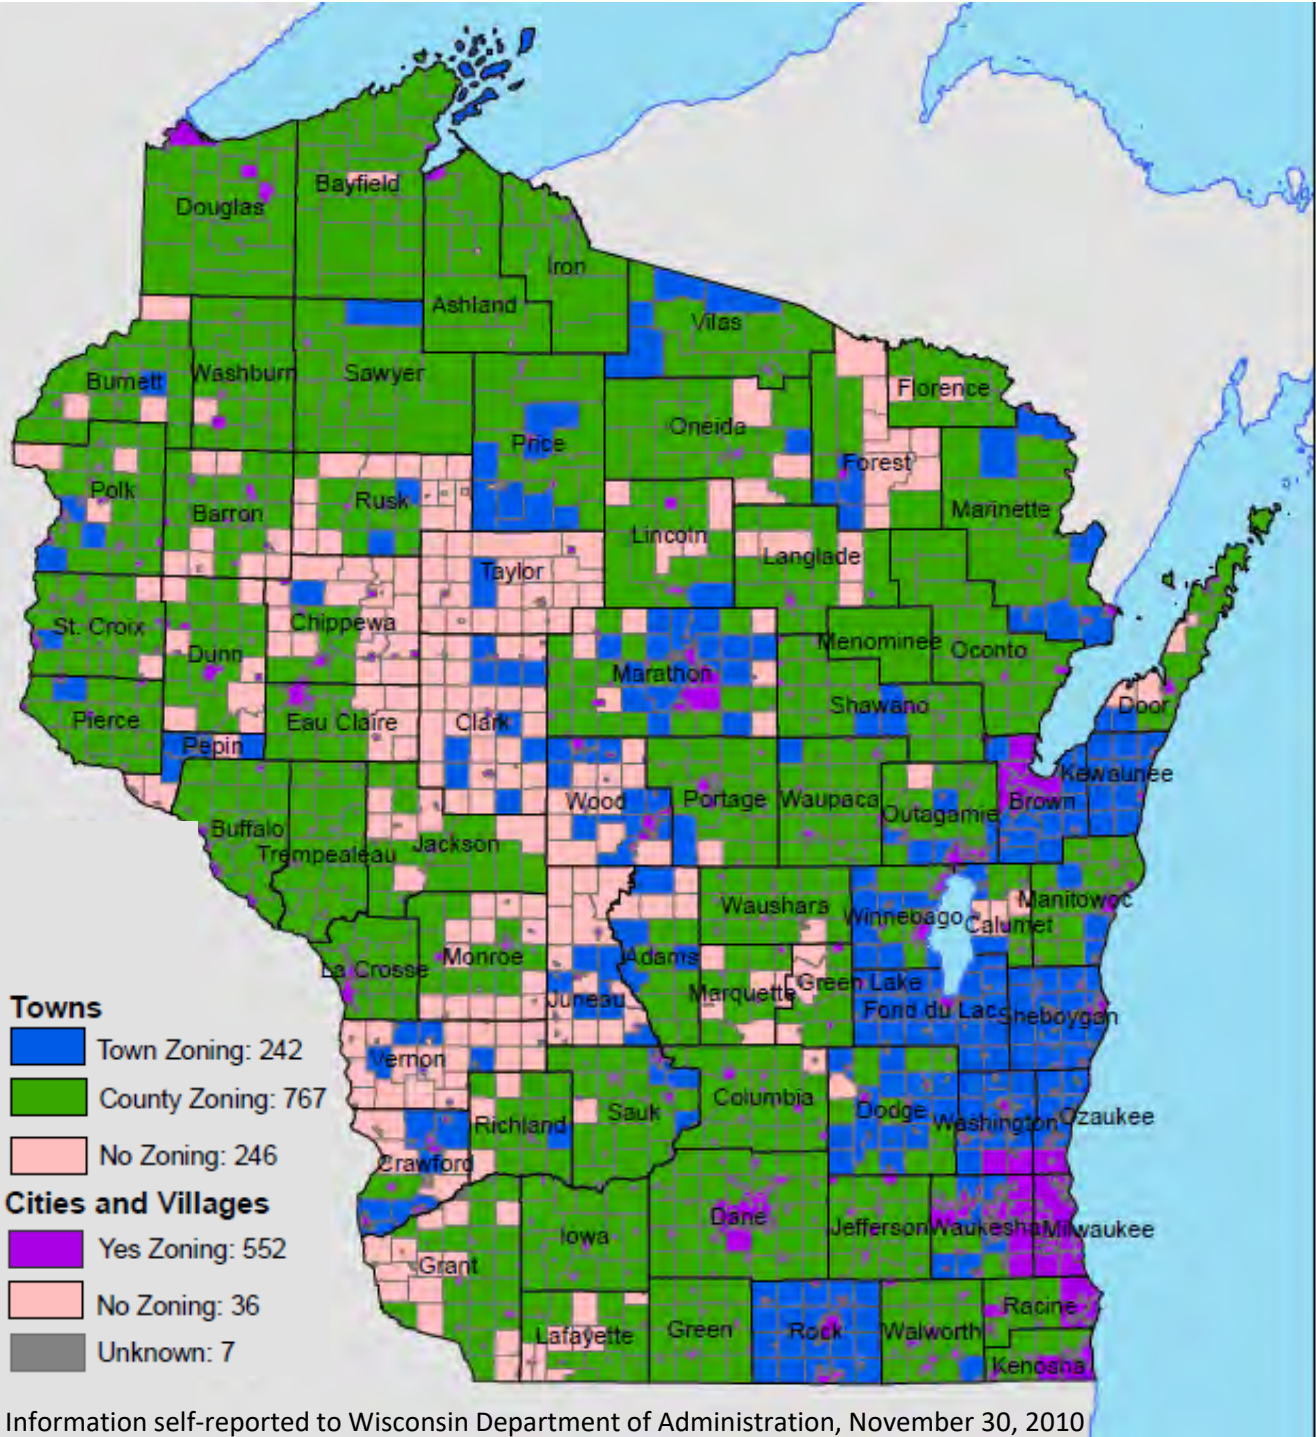 Douglas
Bayfield
Iron
Ashland
Vilas
Burnett
Washburn
Sawyer
Florence
Oneida
Price
Forest
Polk
Rusk
Barron
Marinette
Lincoln
Langlade
Taylor
Chippewa
St. Croix
Menominee
Oconto
Dunn
Marathon
Shawano
Door
Pierce
Eau Claire
Clark
Pepin
Kewaunee
Wood
Portage
Waupaca
Brown
Outagamie
Buffalo
Jackson
Trempealeau
Waushara
Manitowoc
Winnebago
Calumet
Monroe
Adams
La Crosse
Marquette
Green Lake
Juneau
Fond du Lac
Sheboygan
Vernon
Columbia
Sauk
Dodge
Ozaukee
Washington
Richland
Crawford
Dane
Jefferson
Waukesha
Milwaukee
Iowa
Grant
Racine
Lafayette
Green
Rock
Walworth
Kenosha
Towns
Town Zoning: 242
County Zoning: 767
No Zoning: 246
Cities and Villages
Yes Zoning: 552
No Zoning: 36
Unknown: 7
Information self-reported to Wisconsin Department of Administration, November 30, 2010